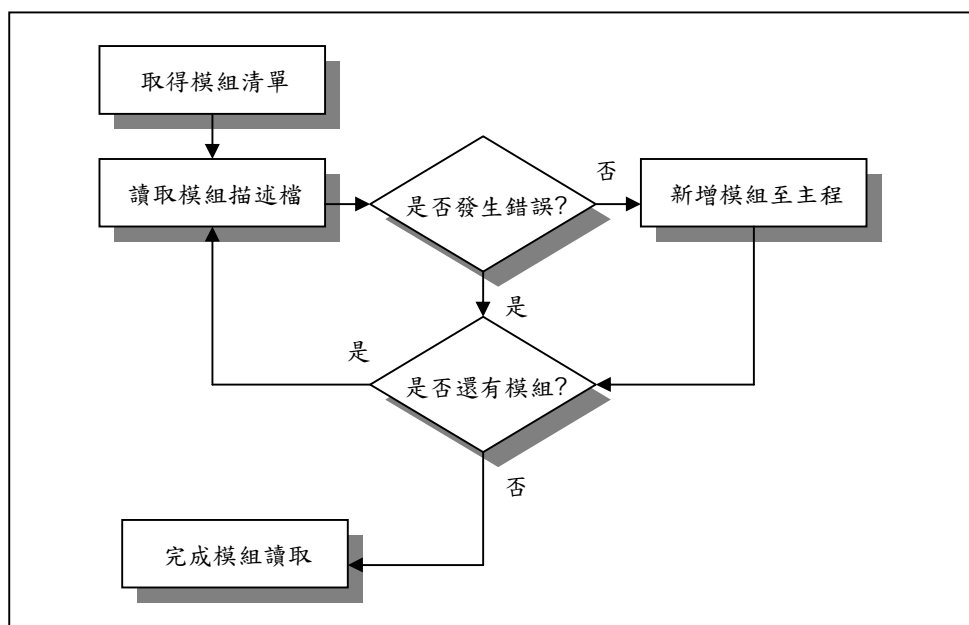 取得模組清單
讀取模組描述檔
是否發生錯誤?
否
新增模組至主程
是
是
是否還有模組?
否
完成模組讀取